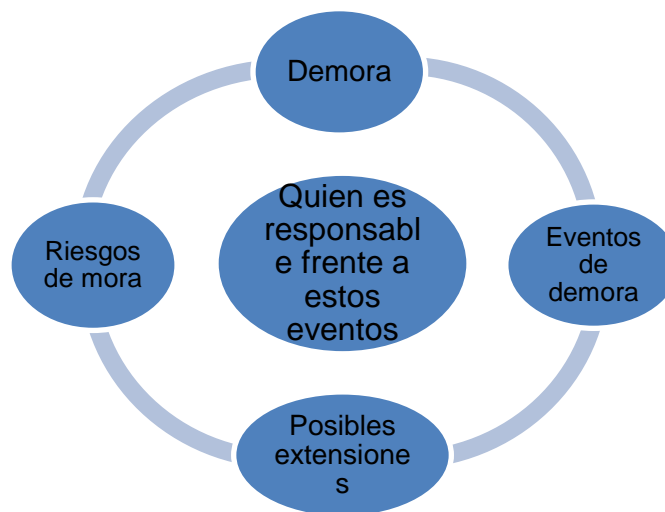 Demora
Quien es
responsabl
e frente a
estos
eventos
Riesgos
de mora
Eventos
de
demora
Posibles
extensione
s